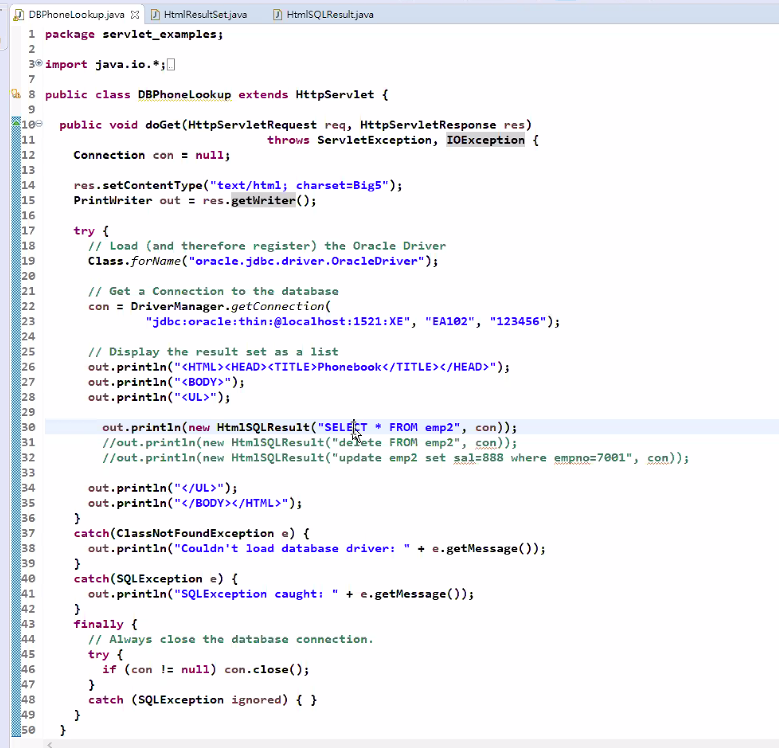 DBPhoneLookup.java HtmlResultSet.java HtmlSQLResult.java
1 package servlet_examples;
2
3 import java.io.*;
7
8 public class DBPhoneLookup extends HttpServlet {
9
10 public void doGet(HttpServletRequest req, HttpServletResponse res)
11 throws ServletException, IOException {
12 Connection con = null;
13
14 res.setContentType("text/html; charset=Big5");
15 PrintWriter out = res.getWriter();
16
17 try {
18 // Load (and therefore register) the Oracle Driver
19 Class.forName("oracle.jdbc.driver.OracleDriver");
20
21 // Get a Connection to the database
22 con = DriverManager.getConnection(
23 "jdbc:oracle:thin:@localhost:1521:XE", "EA102", "123456");
24
25 // Display the result set as a list
26 out.println("<HTML><HEAD><TITLE>Phonebook</TITLE></HEAD>");
27 out.println("<BODY>");
28 out.println("<UL>");
29
30 out.println(new HtmlSQLResult("SELECT * FROM emp2", con));
31 //out.println(new HtmlSQLResult("delete FROM emp2", con));
32 //out.println(new HtmlSQLResult("update emp2 set sal=888 where empno=7001", con));
33
34 out.println("</UL>");
35 out.println("</BODY></HTML>");
36 }
37 catch(ClassNotFoundException e) {
38 out.println("Couldn't load database driver: " + e.getMessage());
39 }
40 catch(SQLException e) {
41 out.println("SQLException caught: " + e.getMessage());
42 }
43 finally {
44 // Always close the database connection.
45 try {
46 if (con != null) con.close();
47 }
48 catch (SQLException ignored) { }
49 }
50 }